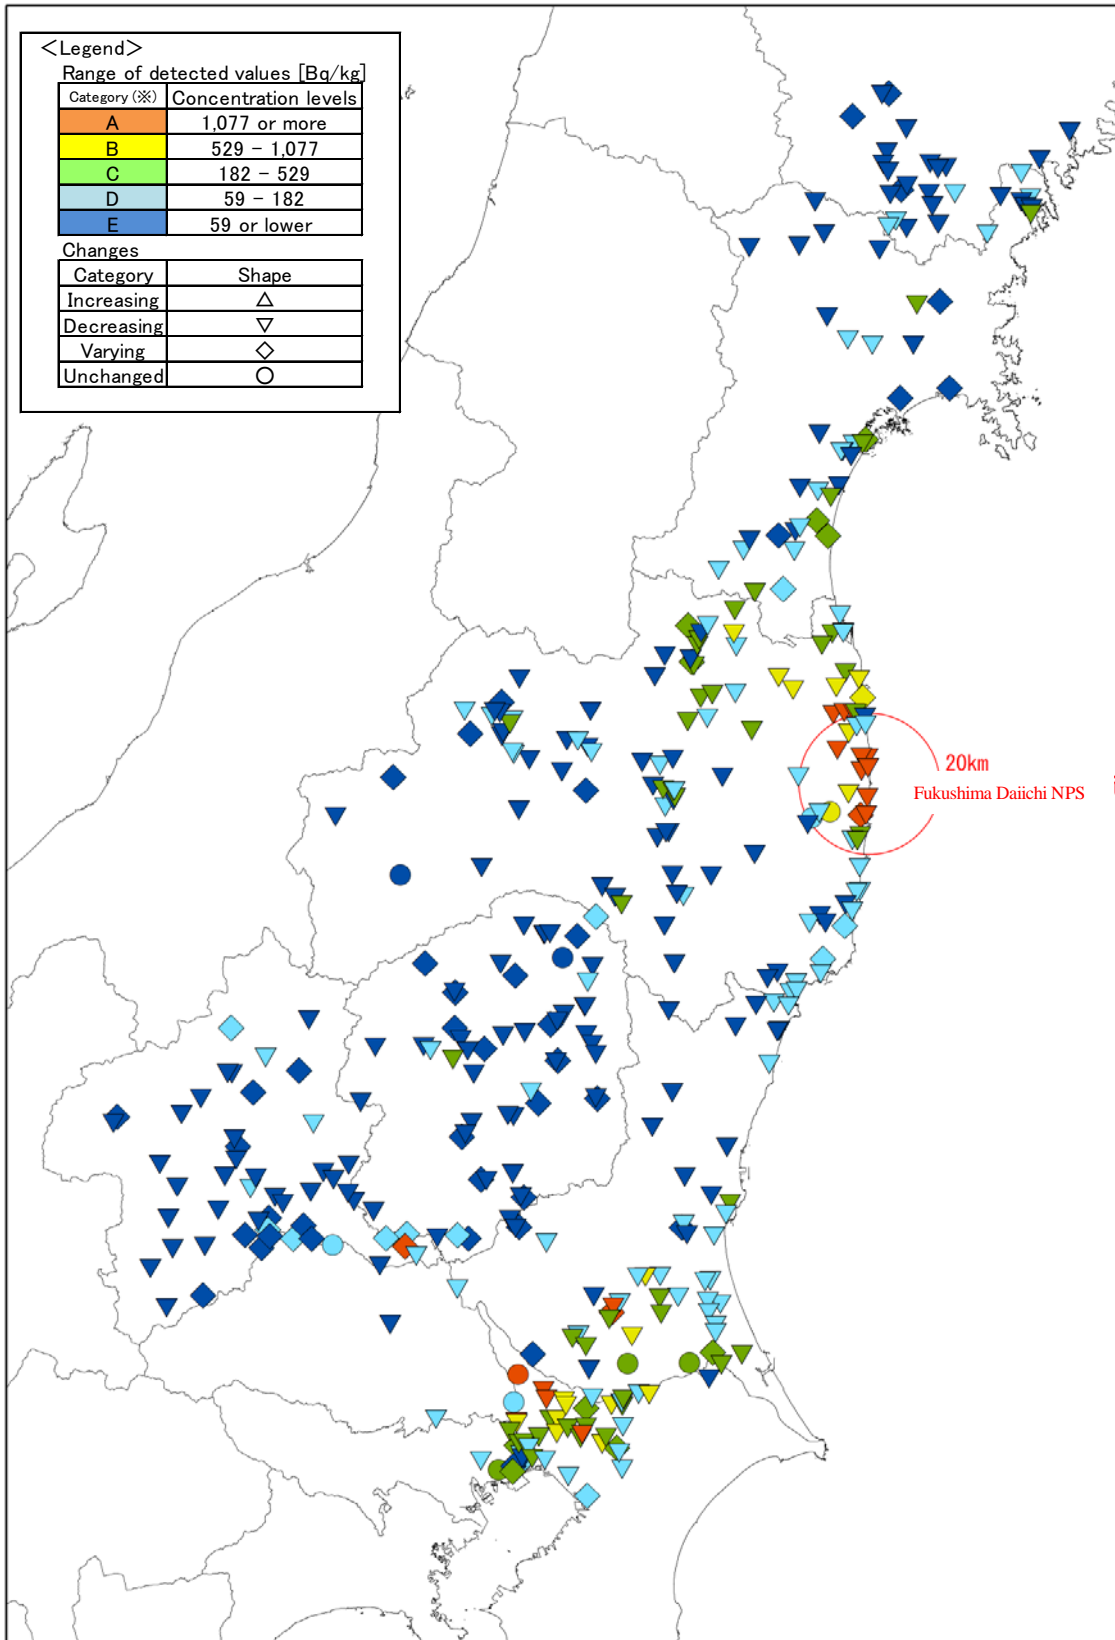 <Legend>
Range of detected values [Bq/kg]
Category (※) Concentration levels
A 1,077 or more
B 529 - 1,077
C 182 - 529
D 59 - 182
E 59 or lower
Changes
Category Shape
Increasing △
Decreasing ▽
Varying ◇
Unchanged ○
20km
Fukushima Daiichi NPS